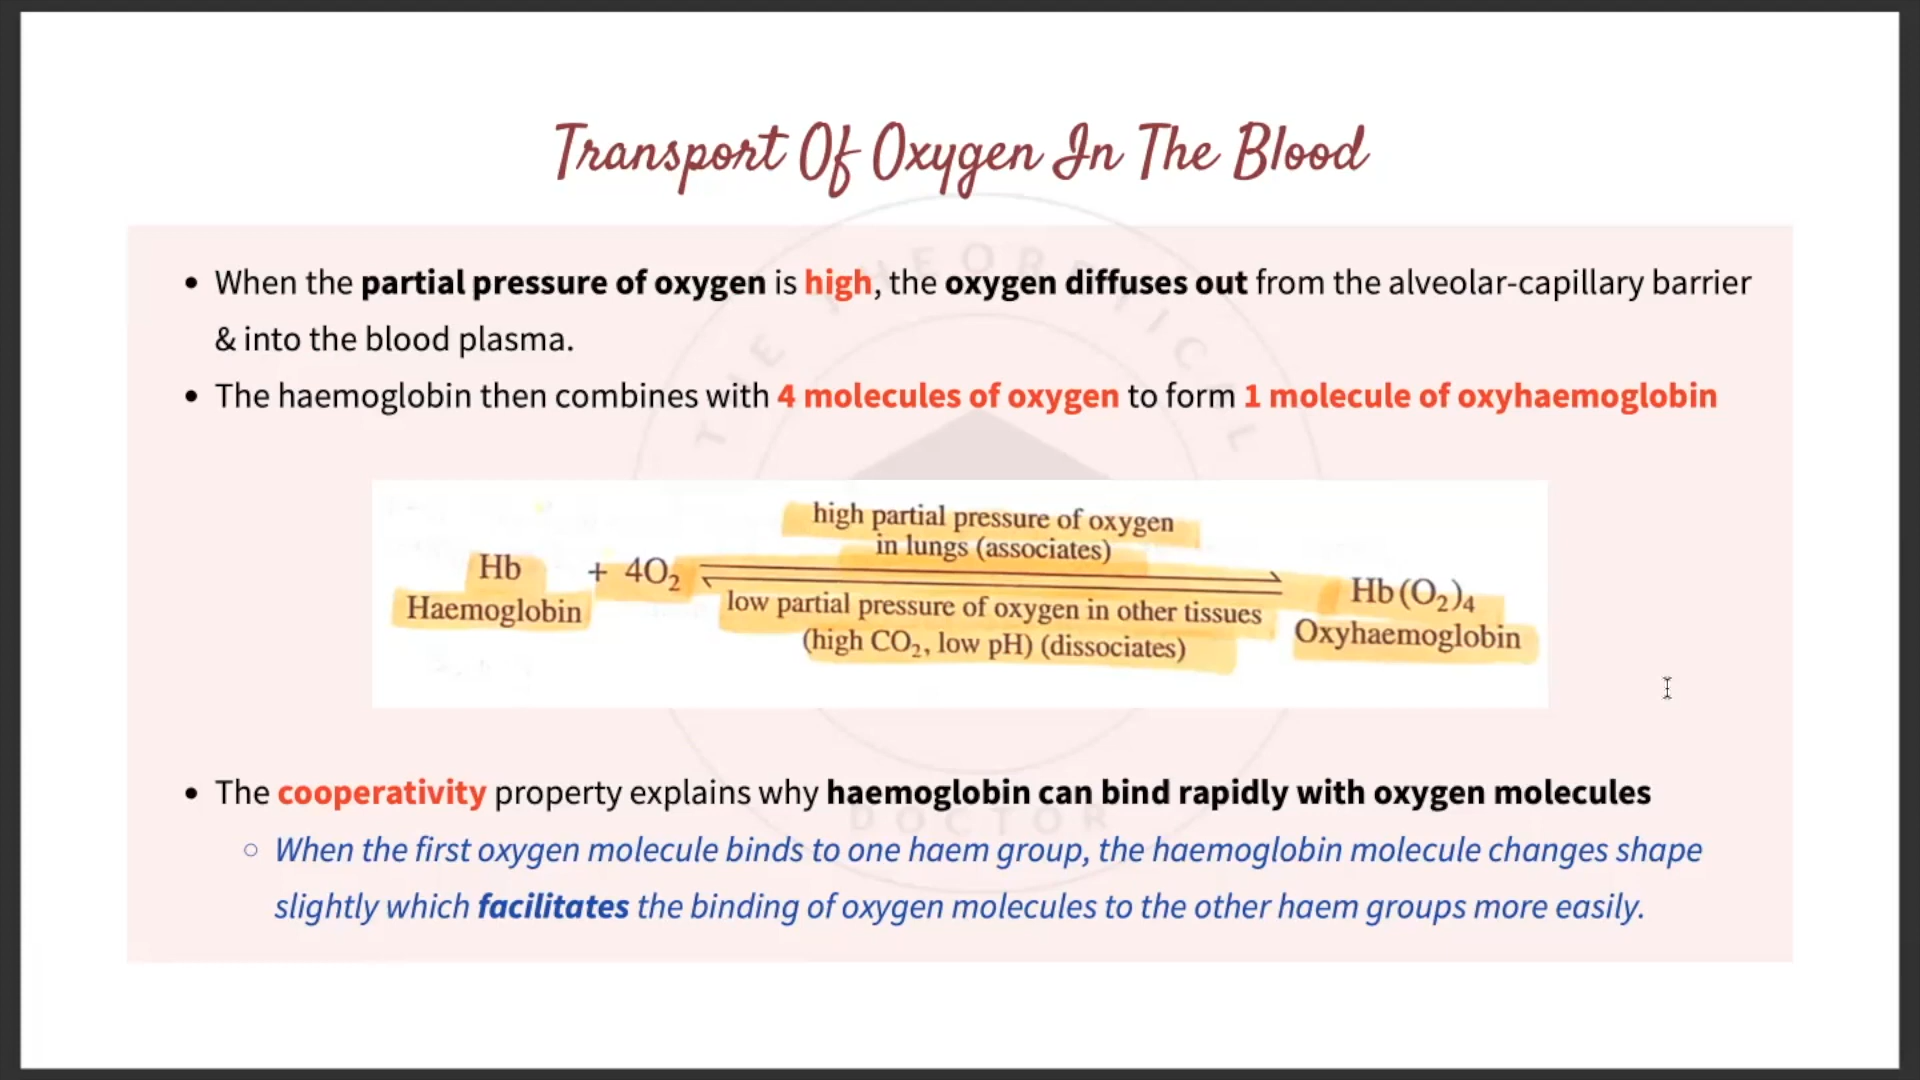 Transport Of Oxygen In The Blood
THE THEORETICAL
• When the partial pressure of oxygen is high, the oxygen diffuses out from the alveolar-capillary barrier
& into the blood plasma.
• The haemoglobin then combines with 4 molecules of oxygen to form 1 molecule of oxyhaemoglobin
high partial pressure of oxygen
in lungs (associates)
Hb + 4O₂ Hb(O₂)₄
Haemoglobin Oxyhaemoglobin
low partial pressure of oxygen in other tissues
(high CO₂, low pH) (dissociates)
• The cooperativity property explains why haemoglobin can bind rapidly with oxygen molecules
DOCTOR
○ When the first oxygen molecule binds to one haem group, the haemoglobin molecule changes shape
slightly which facilitates the binding of oxygen molecules to the other haem groups more easily.